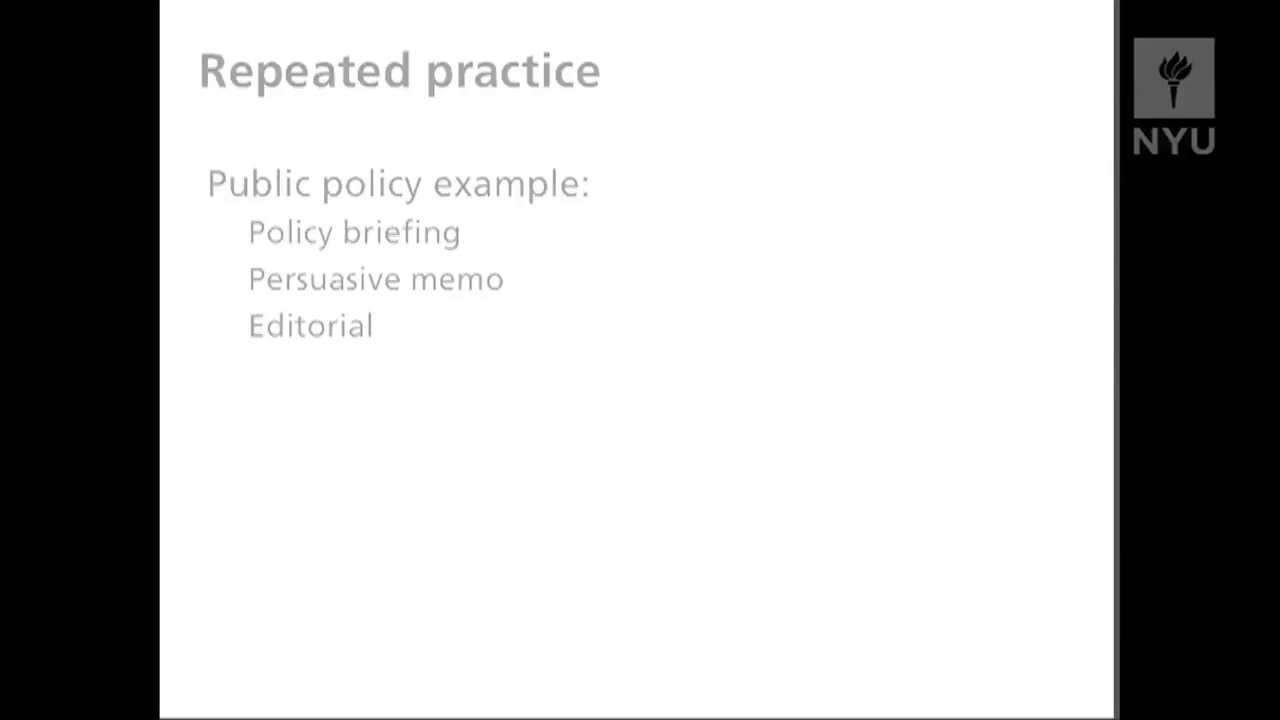 Repeated practice
NYU
Public policy example:
Policy briefing
Persuasive memo
Editorial